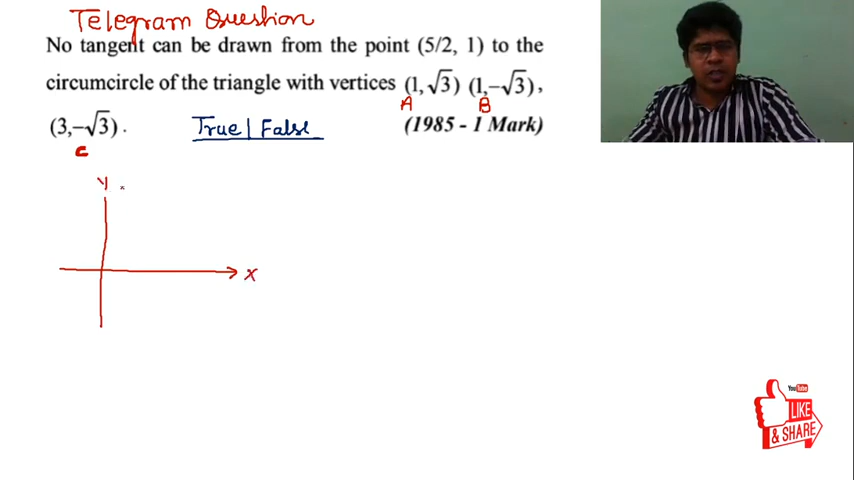 Telegram Question
No tangent can be drawn from the point (5/2, 1) to the
circumcircle of the triangle with vertices (1,√3) (1,−√3),
A B
(3,−√3). True | False (1985 - 1 Mark)
C
Y
X
YouTube
LIKE
& SHARE